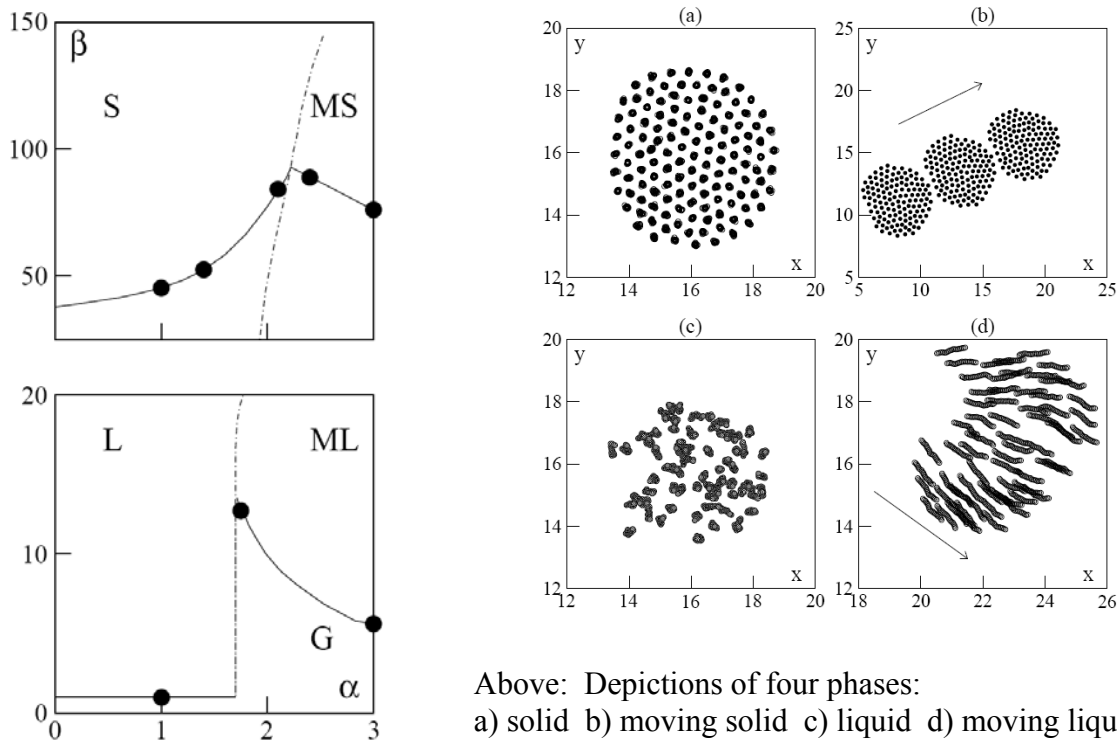 150
β
S
MS
100
50
20
L
ML
10
G
α
0
0
1
2
3
(a)
20
y
18
16
14
12
x
12
14
16
18
20
(b)
25
y
20
15
10
5
x
5
10
15
20
25
(c)
20
y
18
16
14
12
x
12
14
16
18
20
(d)
20
y
18
16
14
12
x
18
20
22
24
26
Above: Depictions of four phases:
a) solid b) moving solid c) liquid d) moving liqu